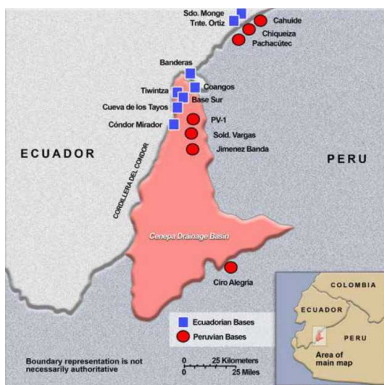 Sdo. Monge
Tnte. Ortiz
Cahuide
Chiqueiza
Pachacútec
Banderas
Coangos
Tiwintza
Base Sur
Cueva de los Tayos
Cóndor Mirador
PV-1
Sold. Vargas
Jimenez Banda
ECUADOR
PERU
CORDILLERA DEL CONDOR
Cenepa Drainage Basin
Ciro Alegría
Ecuadorian Bases
Peruvian Bases
Boundary representation is not
necessarily authoritative
0
25 Kilometers
0
25 Miles
COLOMBIA
ECUADOR
PERU
Area of
main map